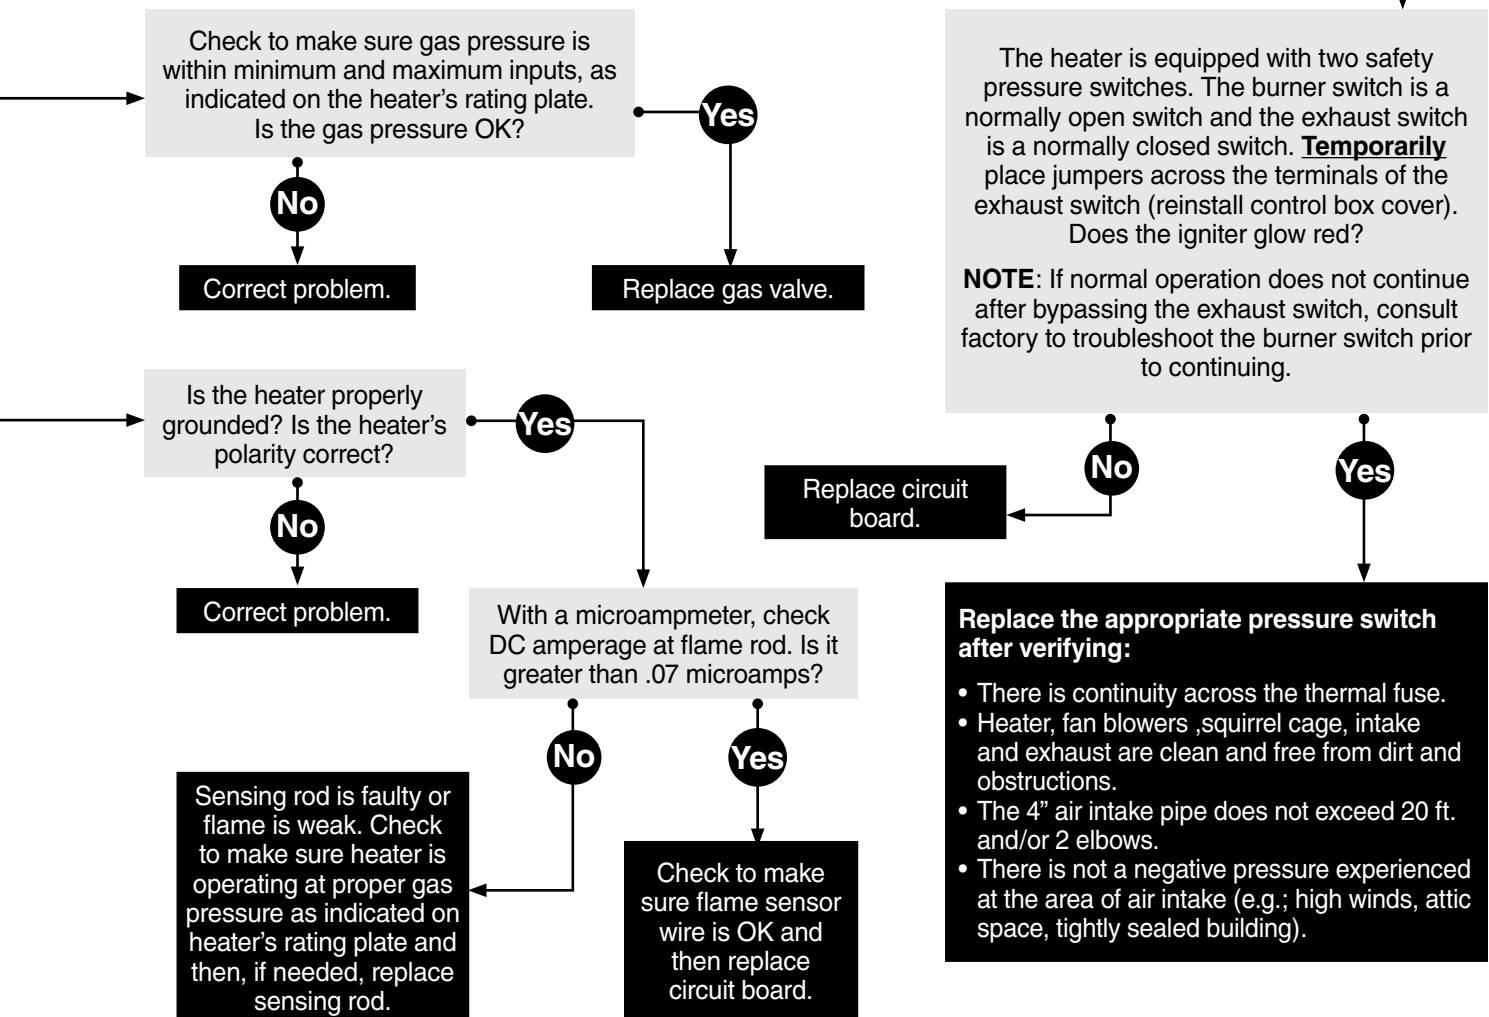 Check to make sure gas pressure is
within minimum and maximum inputs, as
indicated on the heater's rating plate.
Is the gas pressure OK?
Yes
No
Correct problem.
Replace gas valve.
Is the heater properly
grounded? Is the heater's
polarity correct?
Yes
No
Correct problem.
With a microampmeter, check
DC amperage at flame rod. Is it
greater than .07 microamps?
No
Yes
Sensing rod is faulty or
flame is weak. Check
to make sure heater is
operating at proper gas
pressure as indicated on
heater's rating plate and
then, if needed, replace
sensing rod.
Check to make
sure flame sensor
wire is OK and
then replace
circuit board.
The heater is equipped with two safety
pressure switches. The burner switch is a
normally open switch and the exhaust switch
is a normally closed switch. Temporarily
place jumpers across the terminals of the
exhaust switch (reinstall control box cover).
Does the igniter glow red?
NOTE: If normal operation does not continue
after bypassing the exhaust switch, consult
factory to troubleshoot the burner switch prior
to continuing.
No
Yes
Replace circuit
board.
Replace the appropriate pressure switch
after verifying:
• There is continuity across the thermal fuse.
• Heater, fan blowers ,squirrel cage, intake
and exhaust are clean and free from dirt and
obstructions.
• The 4” air intake pipe does not exceed 20 ft.
and/or 2 elbows.
• There is not a negative pressure experienced
at the area of air intake (e.g.; high winds, attic
space, tightly sealed building).